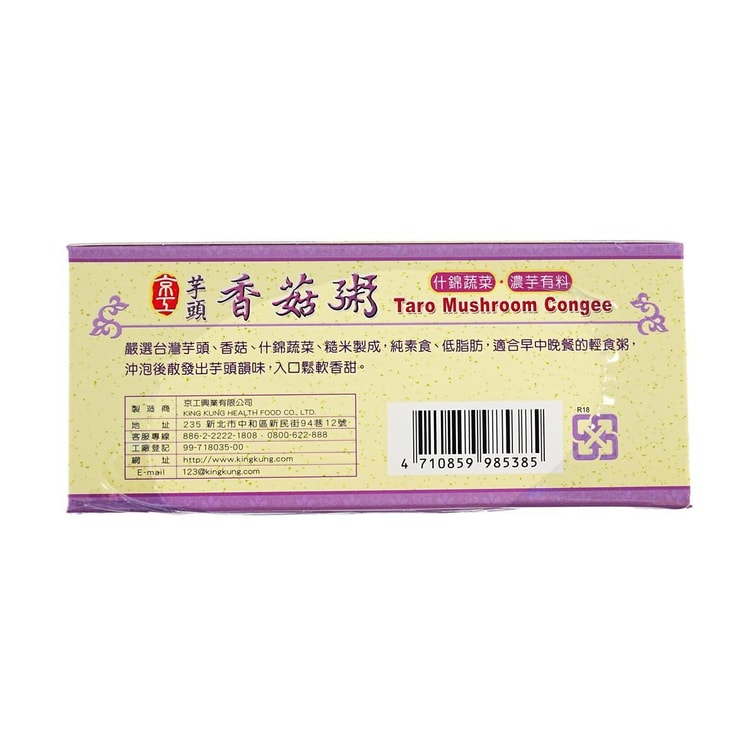 京工 芋頭 香菇粥
什錦蔬菜・濃芋有料
Taro Mushroom Congee
嚴選台灣芋頭、香菇、什錦蔬菜、糙米製成，純素食、低脂肪，適合早中晚餐的輕食粥，
沖泡後散發出芋頭韻味，入口鬆軟香甜。
製造商 京工興業有限公司
KING KUNG HEALTH FOOD CO., LTD.
地址 235 新北市中和區新民街94巷12號
客服專線 886-2-2222-1808 · 0800-622-888
工廠登記 99-718035-00
網址 http://www.kingkung.com
E-mail 123@kingkung.com
4 710859 985385
R18